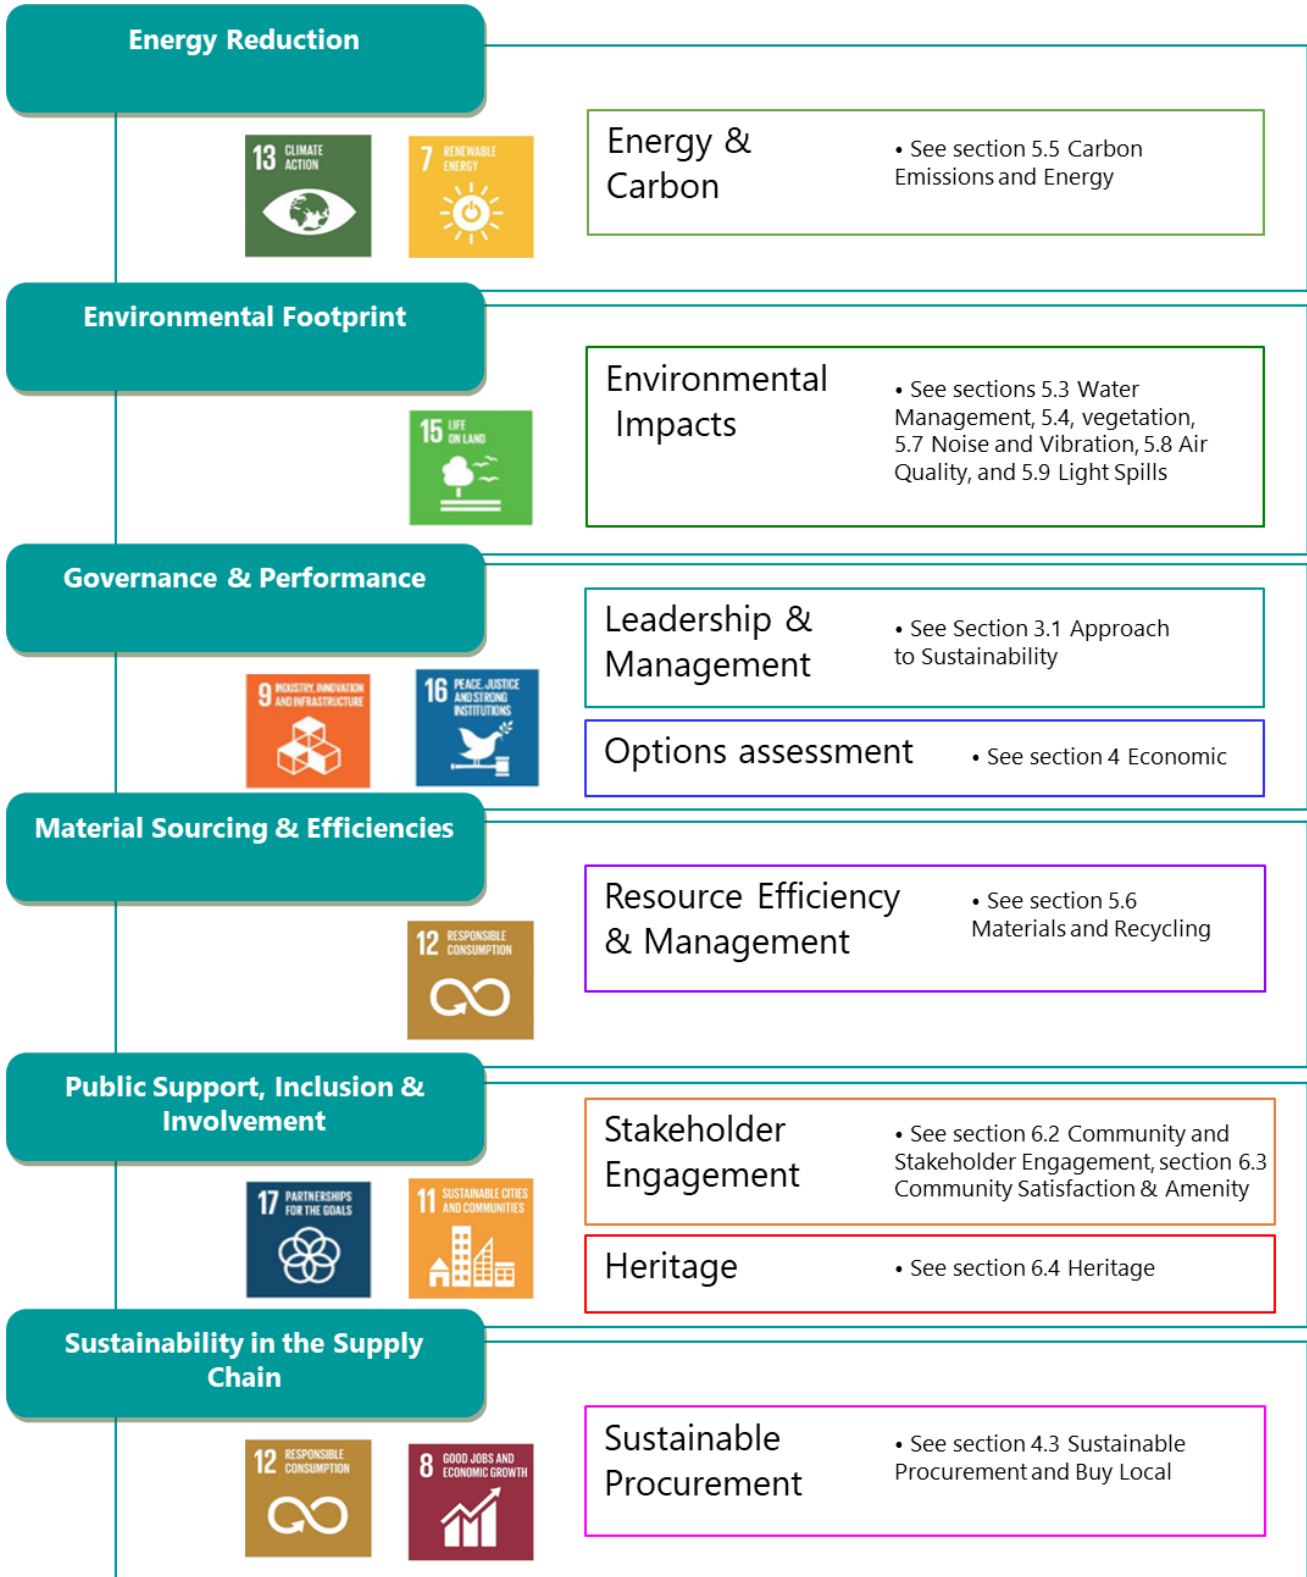 Energy Reduction
13 CLIMATE
ACTION
7 RENEWABLE
ENERGY
Energy &
Carbon
• See section 5.5 Carbon
Emissions and Energy
Environmental Footprint
15 LIFE
ON LAND
Environmental
Impacts
• See sections 5.3 Water
Management, 5.4, vegetation,
5.7 Noise and Vibration, 5.8 Air
Quality, and 5.9 Light Spills
Governance & Performance
9 INDUSTRY, INNOVATION
AND INFRASTRUCTURE
16 PEACE, JUSTICE
AND STRONG
INSTITUTIONS
Leadership &
Management
• See Section 3.1 Approach
to Sustainability
Options assessment
• See section 4 Economic
Material Sourcing & Efficiencies
12 RESPONSIBLE
CONSUMPTION
Resource Efficiency
& Management
• See section 5.6
Materials and Recycling
Public Support, Inclusion &
Involvement
17 PARTNERSHIPS
FOR THE GOALS
11 SUSTAINABLE CITIES
AND COMMUNITIES
Stakeholder
Engagement
• See section 6.2 Community and
Stakeholder Engagement, section 6.3
Community Satisfaction & Amenity
Heritage
• See section 6.4 Heritage
Sustainability in the Supply
Chain
12 RESPONSIBLE
CONSUMPTION
8 GOOD JOBS AND
ECONOMIC GROWTH
Sustainable
Procurement
• See section 4.3 Sustainable
Procurement and Buy Local